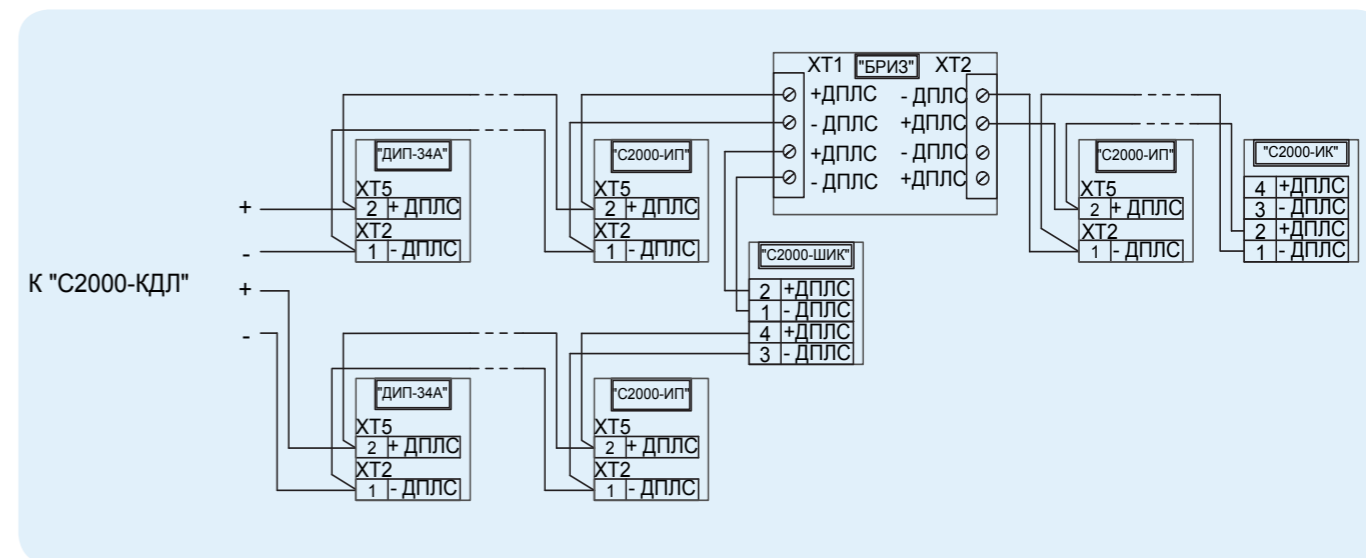 ХТ1 "БРИЗ" ХТ2
+ДПЛС - ДПЛС
- ДПЛС +ДПЛС
+ДПЛС - ДПЛС
- ДПЛС +ДПЛС
"ДИП-34А"
ХТ5
2 + ДПЛС
ХТ2
1 - ДПЛС
"С2000-ИП"
ХТ5
2 + ДПЛС
ХТ2
1 - ДПЛС
"С2000-ИП"
ХТ5
2 + ДПЛС
ХТ2
1 - ДПЛС
"С2000-ИК"
4 +ДПЛС
3 - ДПЛС
2 +ДПЛС
1 - ДПЛС
+
-
К "С2000-КДЛ"
+
-
"С2000-ШИК"
2 +ДПЛС
1 - ДПЛС
4 +ДПЛС
3 - ДПЛС
"ДИП-34А"
ХТ5
2 + ДПЛС
ХТ2
1 - ДПЛС
"С2000-ИП"
ХТ5
2 + ДПЛС
ХТ2
1 - ДПЛС